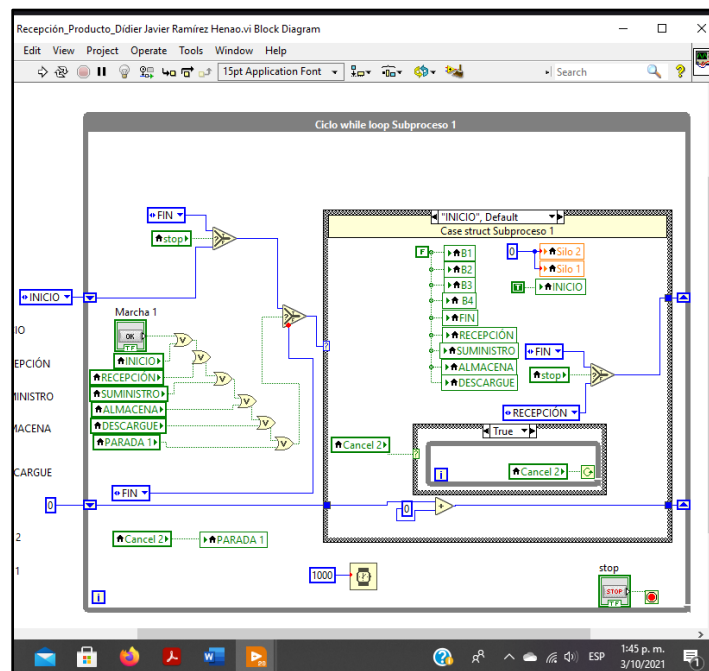 Recepción_Producto_Dídier Javier Ramírez Henao.vi Block Diagram
Edit View Project Operate Tools Window Help
15pt Application Font
Search
Ciclo while loop Subproceso 1
FIN
stop
INICIO
Marcha 1
OK
TF
INICIO
RECEPCIÓN
SUMINISTRO
ALMACENA
DESCARGUE
PARADA 1
FIN
0
Cancel 2
PARADA 1
CIO
EPCIÓN
MINISTRO
MACENA
CARGUE
2
1
"INICIO", Default
Case struct Subproceso 1
F
B1
B2
B3
B4
FIN
RECEPCIÓN
SUMINISTRO
ALMACENA
DESCARGUE
0
Silo 2
Silo 1
T
INICIO
FIN
stop
RECEPCIÓN
True
Cancel 2
i
Cancel 2
0
+
1000
stop
STOP
TF
i
ESP
1:45 p. m.
3/10/2021